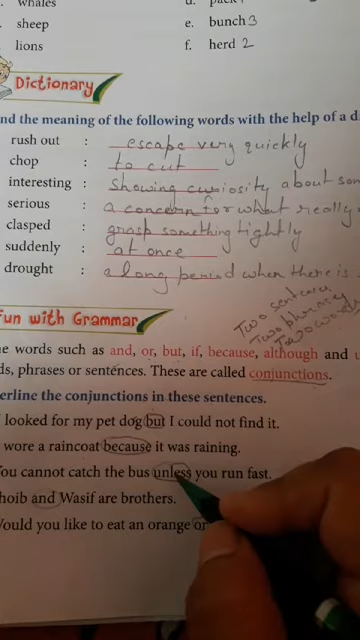 whales
sheep
e. bunch 3
lions
f. herd 2
Dictionary
nd the meaning of the following words with the help of a di
rush out : escape very quickly
chop : to cut
interesting : showing curiosity about som
serious : a concern for what really
clasped : grasp something tightly
suddenly : at once
drought : a long period when there is
Two sentences
Two phrases
Two words
Fun with Grammar
he words such as and, or, but, if, because, although and u
ds, phrases or sentences. These are called conjunctions.
erline the conjunctions in these sentences.
I looked for my pet dog but I could not find it.
wore a raincoat because it was raining.
You cannot catch the bus unless you run fast.
hoib and Wasif are brothers.
Would you like to eat an orange or